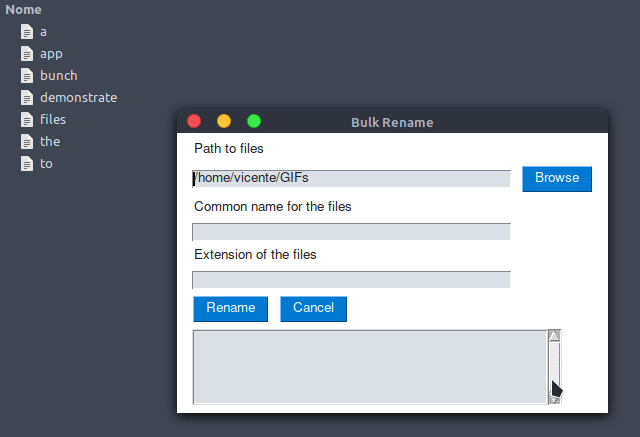 Nome
a
app
bunch
demonstrate
files
the
to
Bulk Rename
Path to files
/home/vicente/GIFs
Browse
Common name for the files
Extension of the files
Rename
Cancel